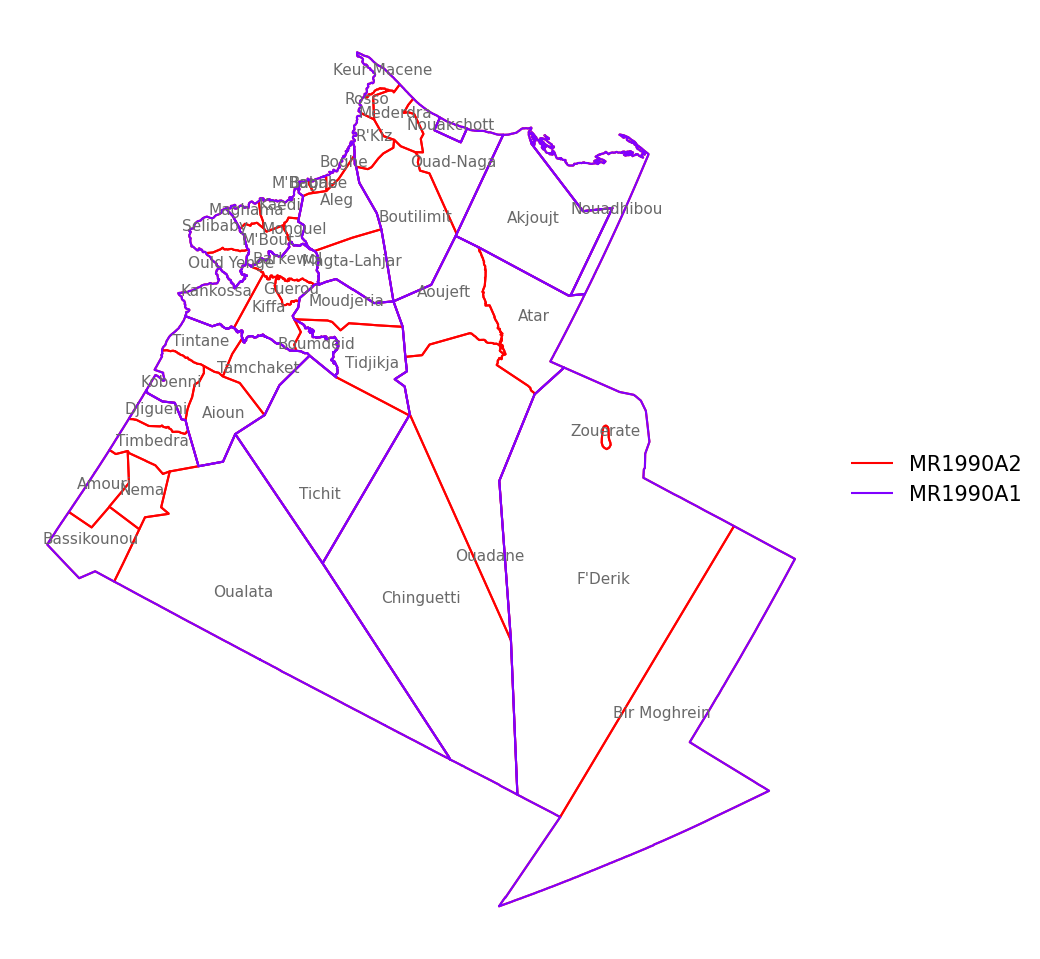 Keur Macene
Rosso
Mederdra
Nouakchott
R'Kiz
Boghe
Ouad-Naga
Bababe
Aleg
Maghama
Kaedi
Nouadhibou
Boutilimit
Akjoujt
Selibaby
Monguel
M'Bout
Ould Yenge
Barkewol
Magta-Lahjar
Kankossa
Guerou
Aoujeft
Moudjeria
Kiffa
Atar
Tintane
Boumdeid
Tidjikja
Tamchaket
Kobenni
Djigueni
Aioun
Zouerate
Timbedra
MR1990A2
Amour
Nema
Tichit
MR1990A1
Bassikounou
Ouadane
F'Derik
Oualata
Chinguetti
Bir Moghrein